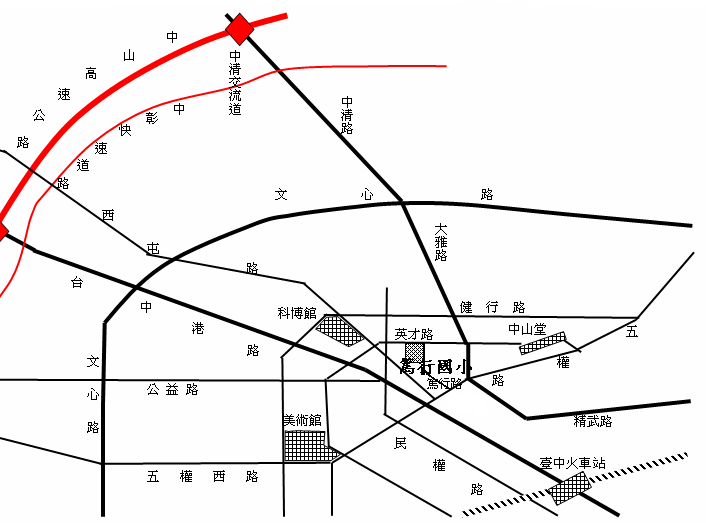 中山高速公路
中彰快速道路
中清交流道
中清路
文心路
西屯路
大雅路
台中港路
科博館
健行路
英才路
中山堂
五權路
篤行國小
篤行路
文心路
公益路
精武路
美術館
民權路
臺中火車站
五權西路